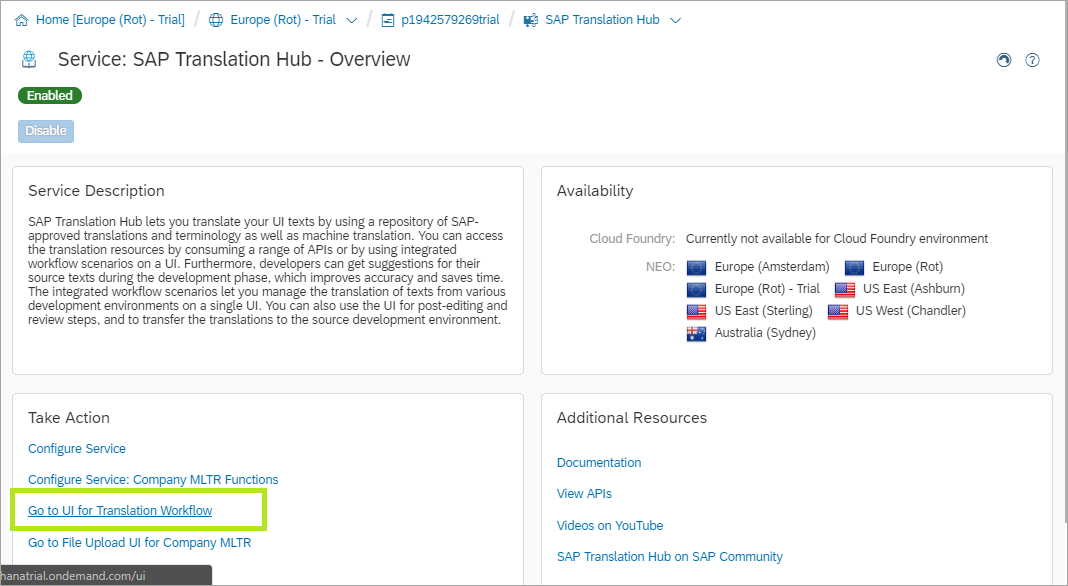 Home [Europe (Rot) - Trial] / Europe (Rot) - Trial / p1942579269trial / SAP Translation Hub
Service: SAP Translation Hub - Overview
Enabled
Disable
Service Description
SAP Translation Hub lets you translate your UI texts by using a repository of SAP-
approved translations and terminology as well as machine translation. You can access
the translation resources by consuming a range of APIs or by using integrated
workflow scenarios on a UI. Furthermore, developers can get suggestions for their
source texts during the development phase, which improves accuracy and saves time.
The integrated workflow scenarios let you manage the translation of texts from various
development environments on a single UI. You can also use the UI for post-editing and
review steps, and to transfer the translations to the source development environment.
Availability
Cloud Foundry: Currently not available for Cloud Foundry environment
NEO: Europe (Amsterdam) Europe (Rot)
Europe (Rot) - Trial US East (Ashburn)
US East (Sterling) US West (Chandler)
Australia (Sydney)
Take Action
Configure Service
Configure Service: Company MLTR Functions
Go to UI for Translation Workflow
Go to File Upload UI for Company MLTR
Additional Resources
Documentation
View APIs
Videos on YouTube
SAP Translation Hub on SAP Community
hanatrial.ondemand.com/ui